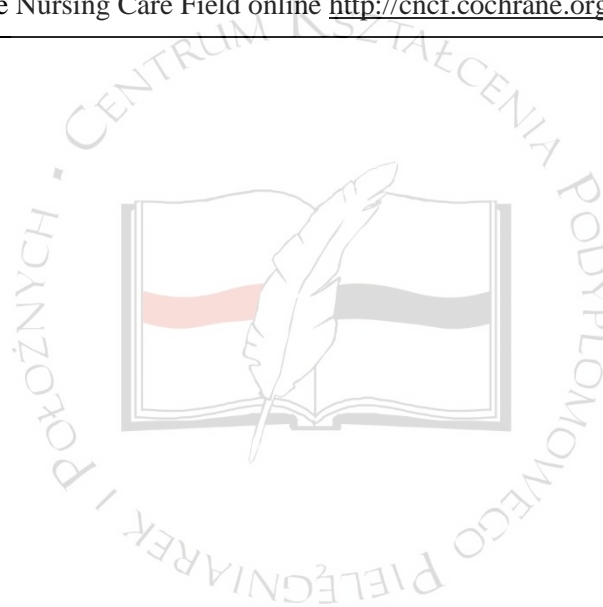 e Nursing Care Field online http://cncf.cochrane.org
CENTRUM KSZTAŁCENIA PODYPLOMOWEGO PIELĘGNIAREK I POŁOŻNYCH •